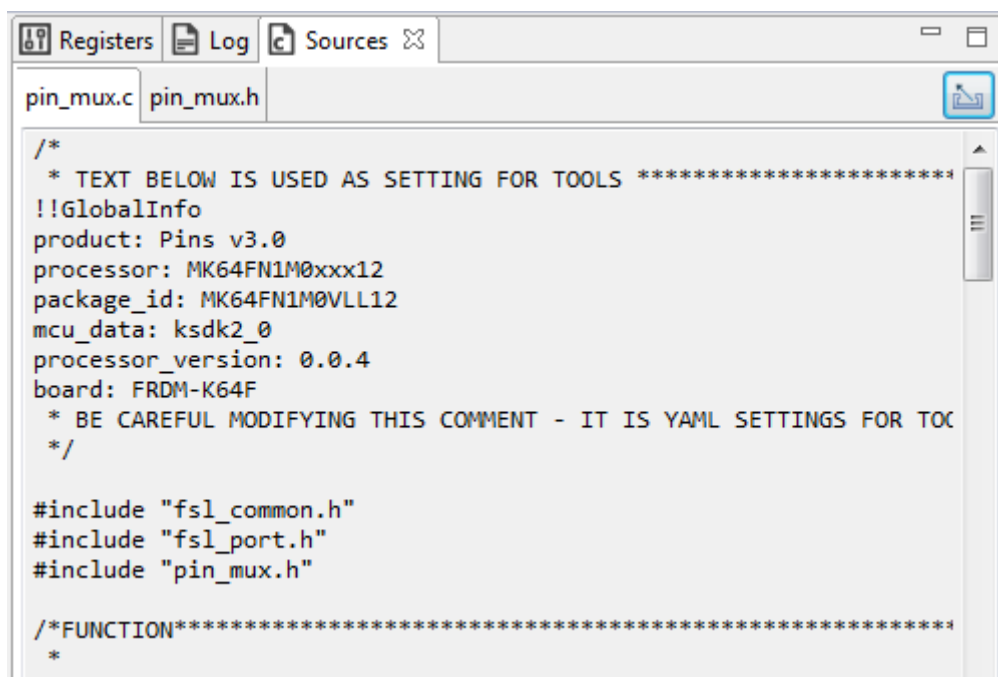 Registers Log Sources
pin_mux.c pin_mux.h
/*
 * TEXT BELOW IS USED AS SETTING FOR TOOLS ***********************
!!GlobalInfo
product: Pins v3.0
processor: MK64FN1M0xxx12
package_id: MK64FN1M0VLL12
mcu_data: ksdk2_0
processor_version: 0.0.4
board: FRDM-K64F
 * BE CAREFUL MODIFYING THIS COMMENT - IT IS YAML SETTINGS FOR
 */
#include "fsl_common.h"
#include "fsl_port.h"
#include "pin_mux.h"
/*FUNCTION********************************************************
 *